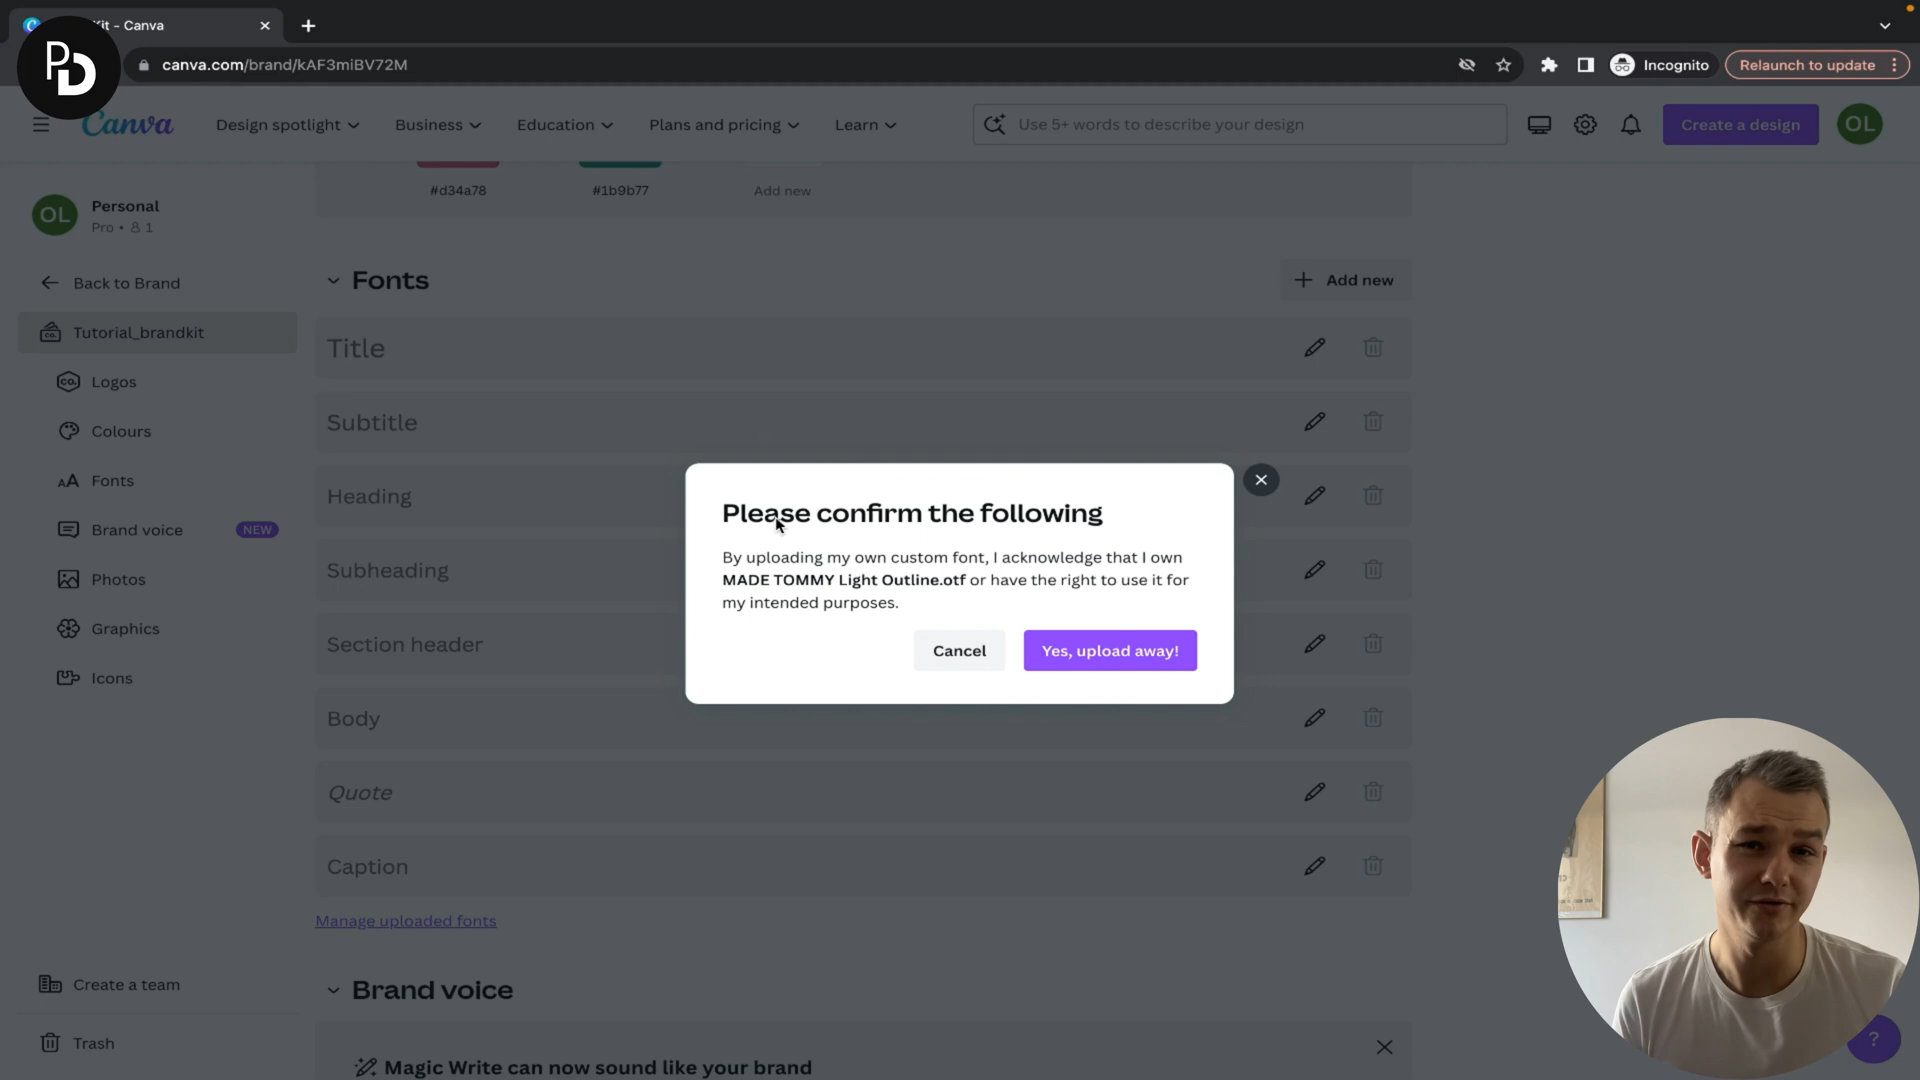 Kit - Canva
PD
canva.com/brand/kAF3miBV72M
Incognito
Relaunch to update
Canva
Design spotlight
Business
Education
Plans and pricing
Learn
Use 5+ words to describe your design
Create a design
OL
#d34a78
#1b9b77
Add new
OL
Personal
Pro • 1
Back to Brand
Tutorial_brandkit
Logos
Colours
Fonts
Brand voice
NEW
Photos
Graphics
Icons
Create a team
Trash
Fonts
Add new
Title
Subtitle
Heading
Subheading
Section header
Body
Quote
Caption
Manage uploaded fonts
Brand voice
Magic Write can now sound like your brand
Please confirm the following
By uploading my own custom font, I acknowledge that I own
MADE TOMMY Light Outline.otf or have the right to use it for
my intended purposes.
Cancel
Yes, upload away!
?